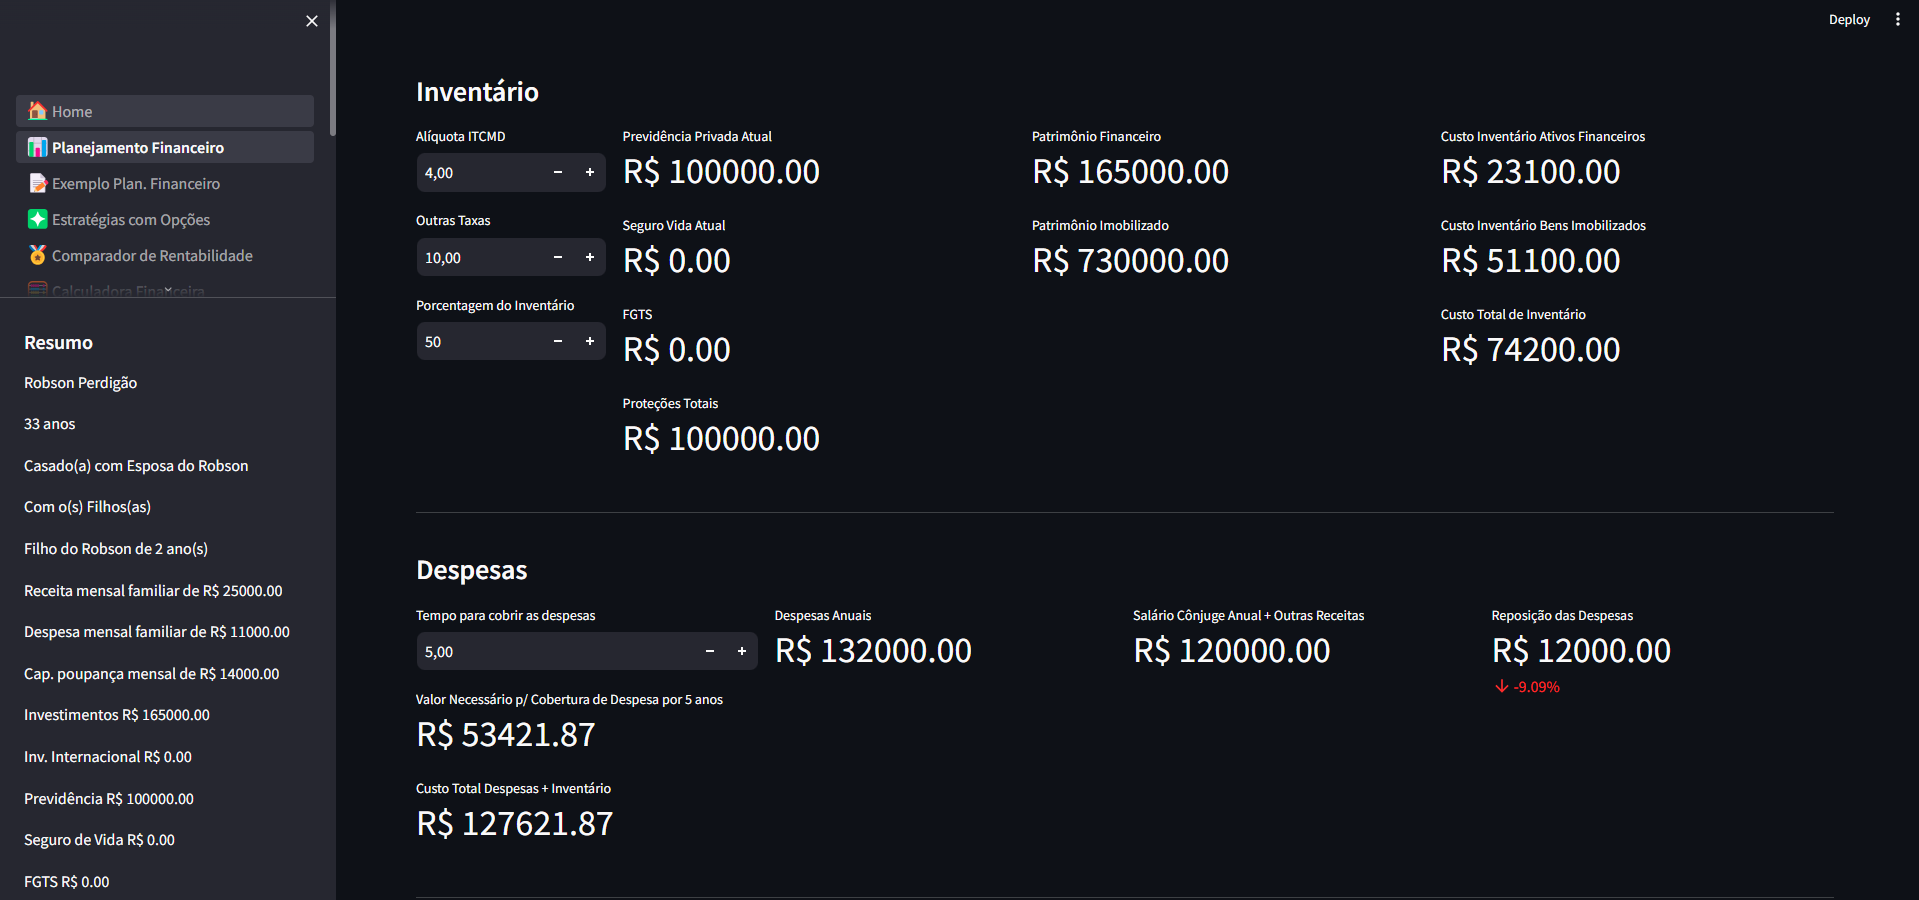 Deploy
Home
Planejamento Financeiro
Exemplo Plan. Financeiro
Estratégias com Opções
Comparador de Rentabilidade
Calculadora Financeira
Resumo
Robson Perdigão
33 anos
Casado(a) com Esposa do Robson
Com o(s) Filhos(as)
Filho do Robson de 2 ano(s)
Receita mensal familiar de R$ 25000.00
Despesa mensal familiar de R$ 11000.00
Cap. poupança mensal de R$ 14000.00
Investimentos R$ 165000.00
Inv. Internacional R$ 0.00
Previdência R$ 100000.00
Seguro de Vida R$ 0.00
FGTS R$ 0.00
Inventário
Alíquota ITCMD
4,00
Outras Taxas
10,00
Porcentagem do Inventário
50
Previdência Privada Atual
R$ 100000.00
Seguro Vida Atual
R$ 0.00
FGTS
R$ 0.00
Proteções Totais
R$ 100000.00
Patrimônio Financeiro
R$ 165000.00
Patrimônio Imobilizado
R$ 730000.00
Custo Inventário Ativos Financeiros
R$ 23100.00
Custo Inventário Bens Imobilizados
R$ 51100.00
Custo Total de Inventário
R$ 74200.00
Despesas
Tempo para cobrir as despesas
5,00
Despesas Anuais
R$ 132000.00
Salário Cônjuge Anual + Outras Receitas
R$ 120000.00
Reposição das Despesas
R$ 12000.00
-9.09%
Valor Necessário p/ Cobertura de Despesa por 5 anos
R$ 53421.87
Custo Total Despesas + Inventário
R$ 127621.87